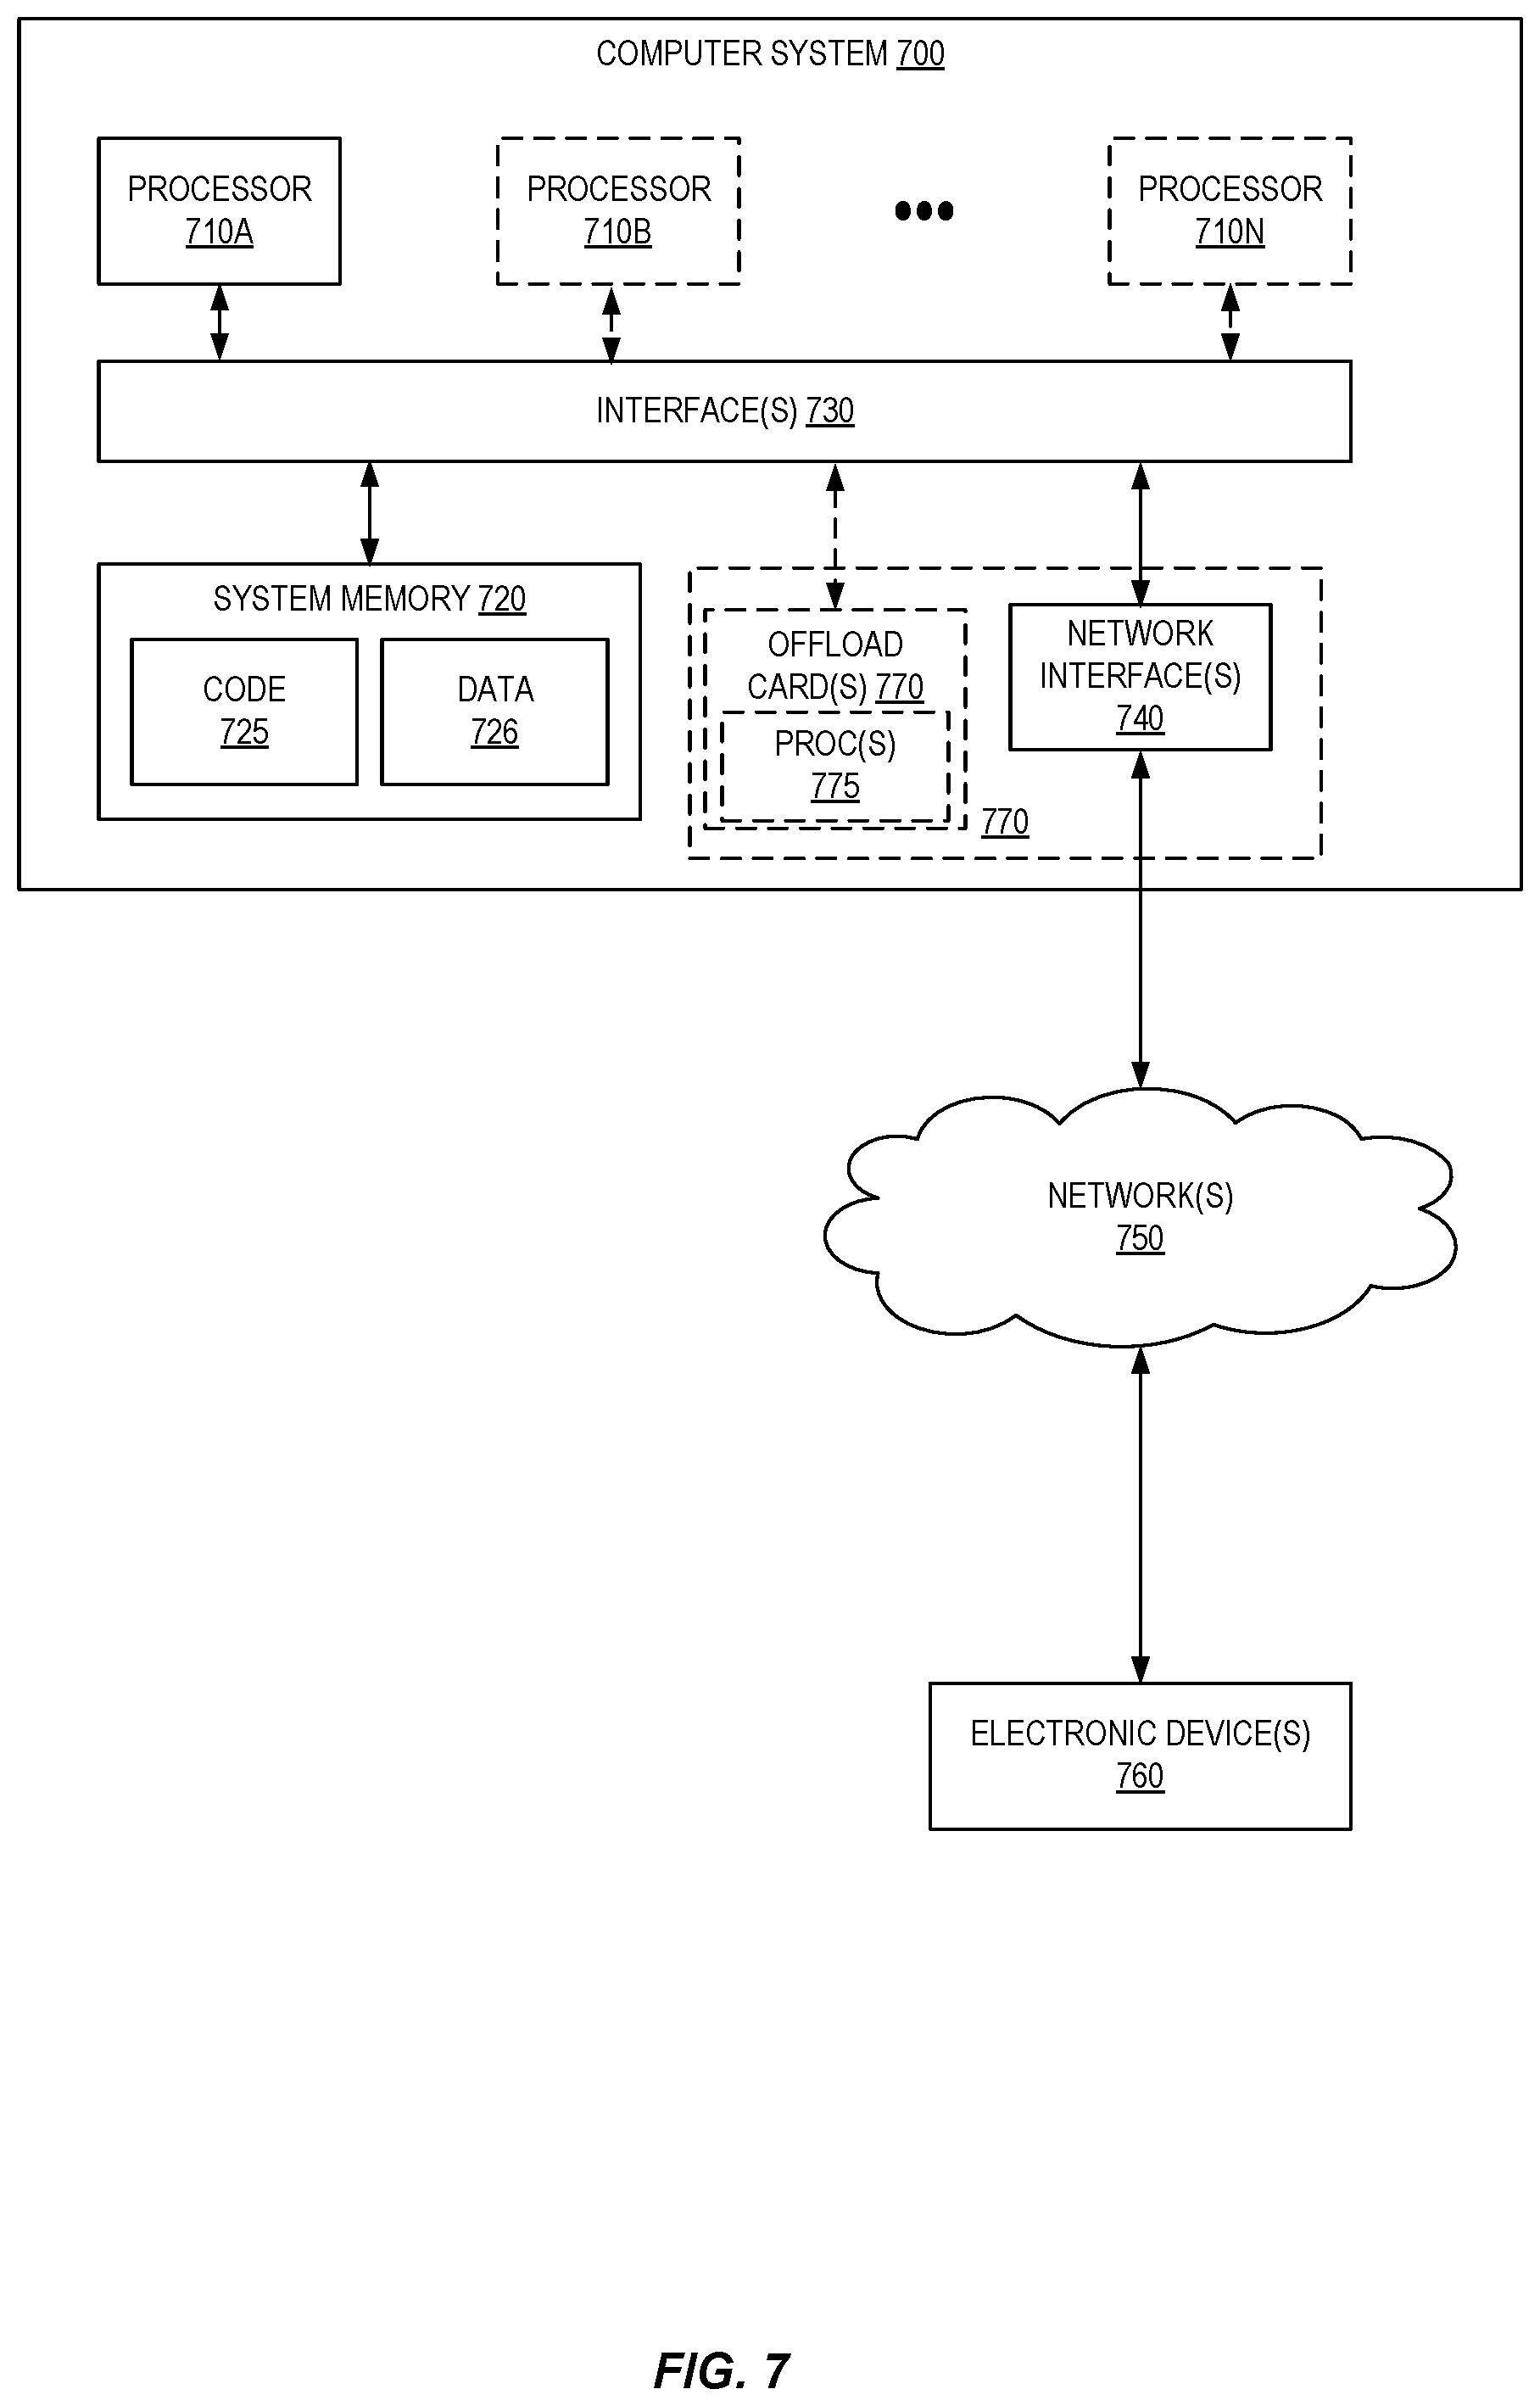 COMPUTER SYSTEM 700
PROCESSOR
710A
PROCESSOR
710B
PROCESSOR
710N
INTERFACE(S) 730
SYSTEM MEMORY 720
CODE
725
DATA
726
OFFLOAD
CARD(S) 770
PROC(S)
775
770
NETWORK
INTERFACE(S)
740
NETWORK(S)
750
ELECTRONIC DEVICE(S)
760
FIG. 7